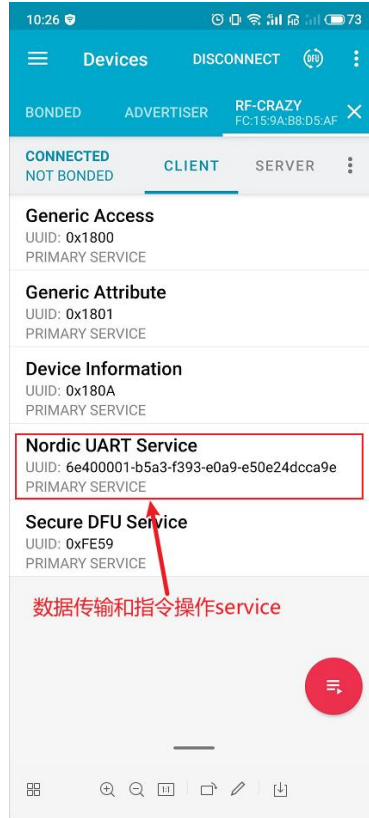 10:26
73
Devices
DISCONNECT
DFU
BONDED
ADVERTISER
RF-CRAZY
FC:15:9A:B8:D5:AF
CONNECTED
NOT BONDED
CLIENT
SERVER
Generic Access
UUID: 0x1800
PRIMARY SERVICE
Generic Attribute
UUID: 0x1801
PRIMARY SERVICE
Device Information
UUID: 0x180A
PRIMARY SERVICE
Nordic UART Service
UUID: 6e400001-b5a3-f393-e0a9-e50e24dcca9e
PRIMARY SERVICE
Secure DFU Service
UUID: 0xFE59
PRIMARY SERVICE
数据传输和指令操作service
1:1